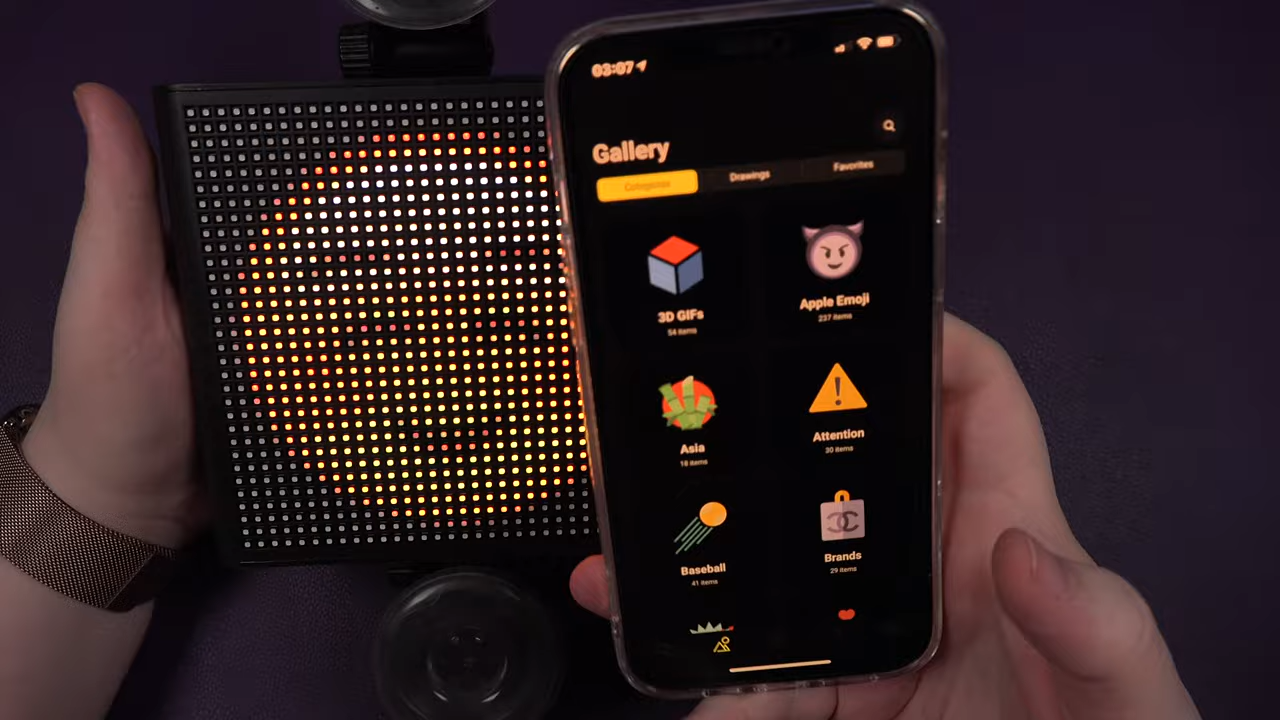 03:07
Gallery
Categories
Drawings
Favorites
3D GIFs
54 items
Apple Emoji
237 items
Asia
18 items
Attention
30 items
Baseball
41 items
Brands
29 items